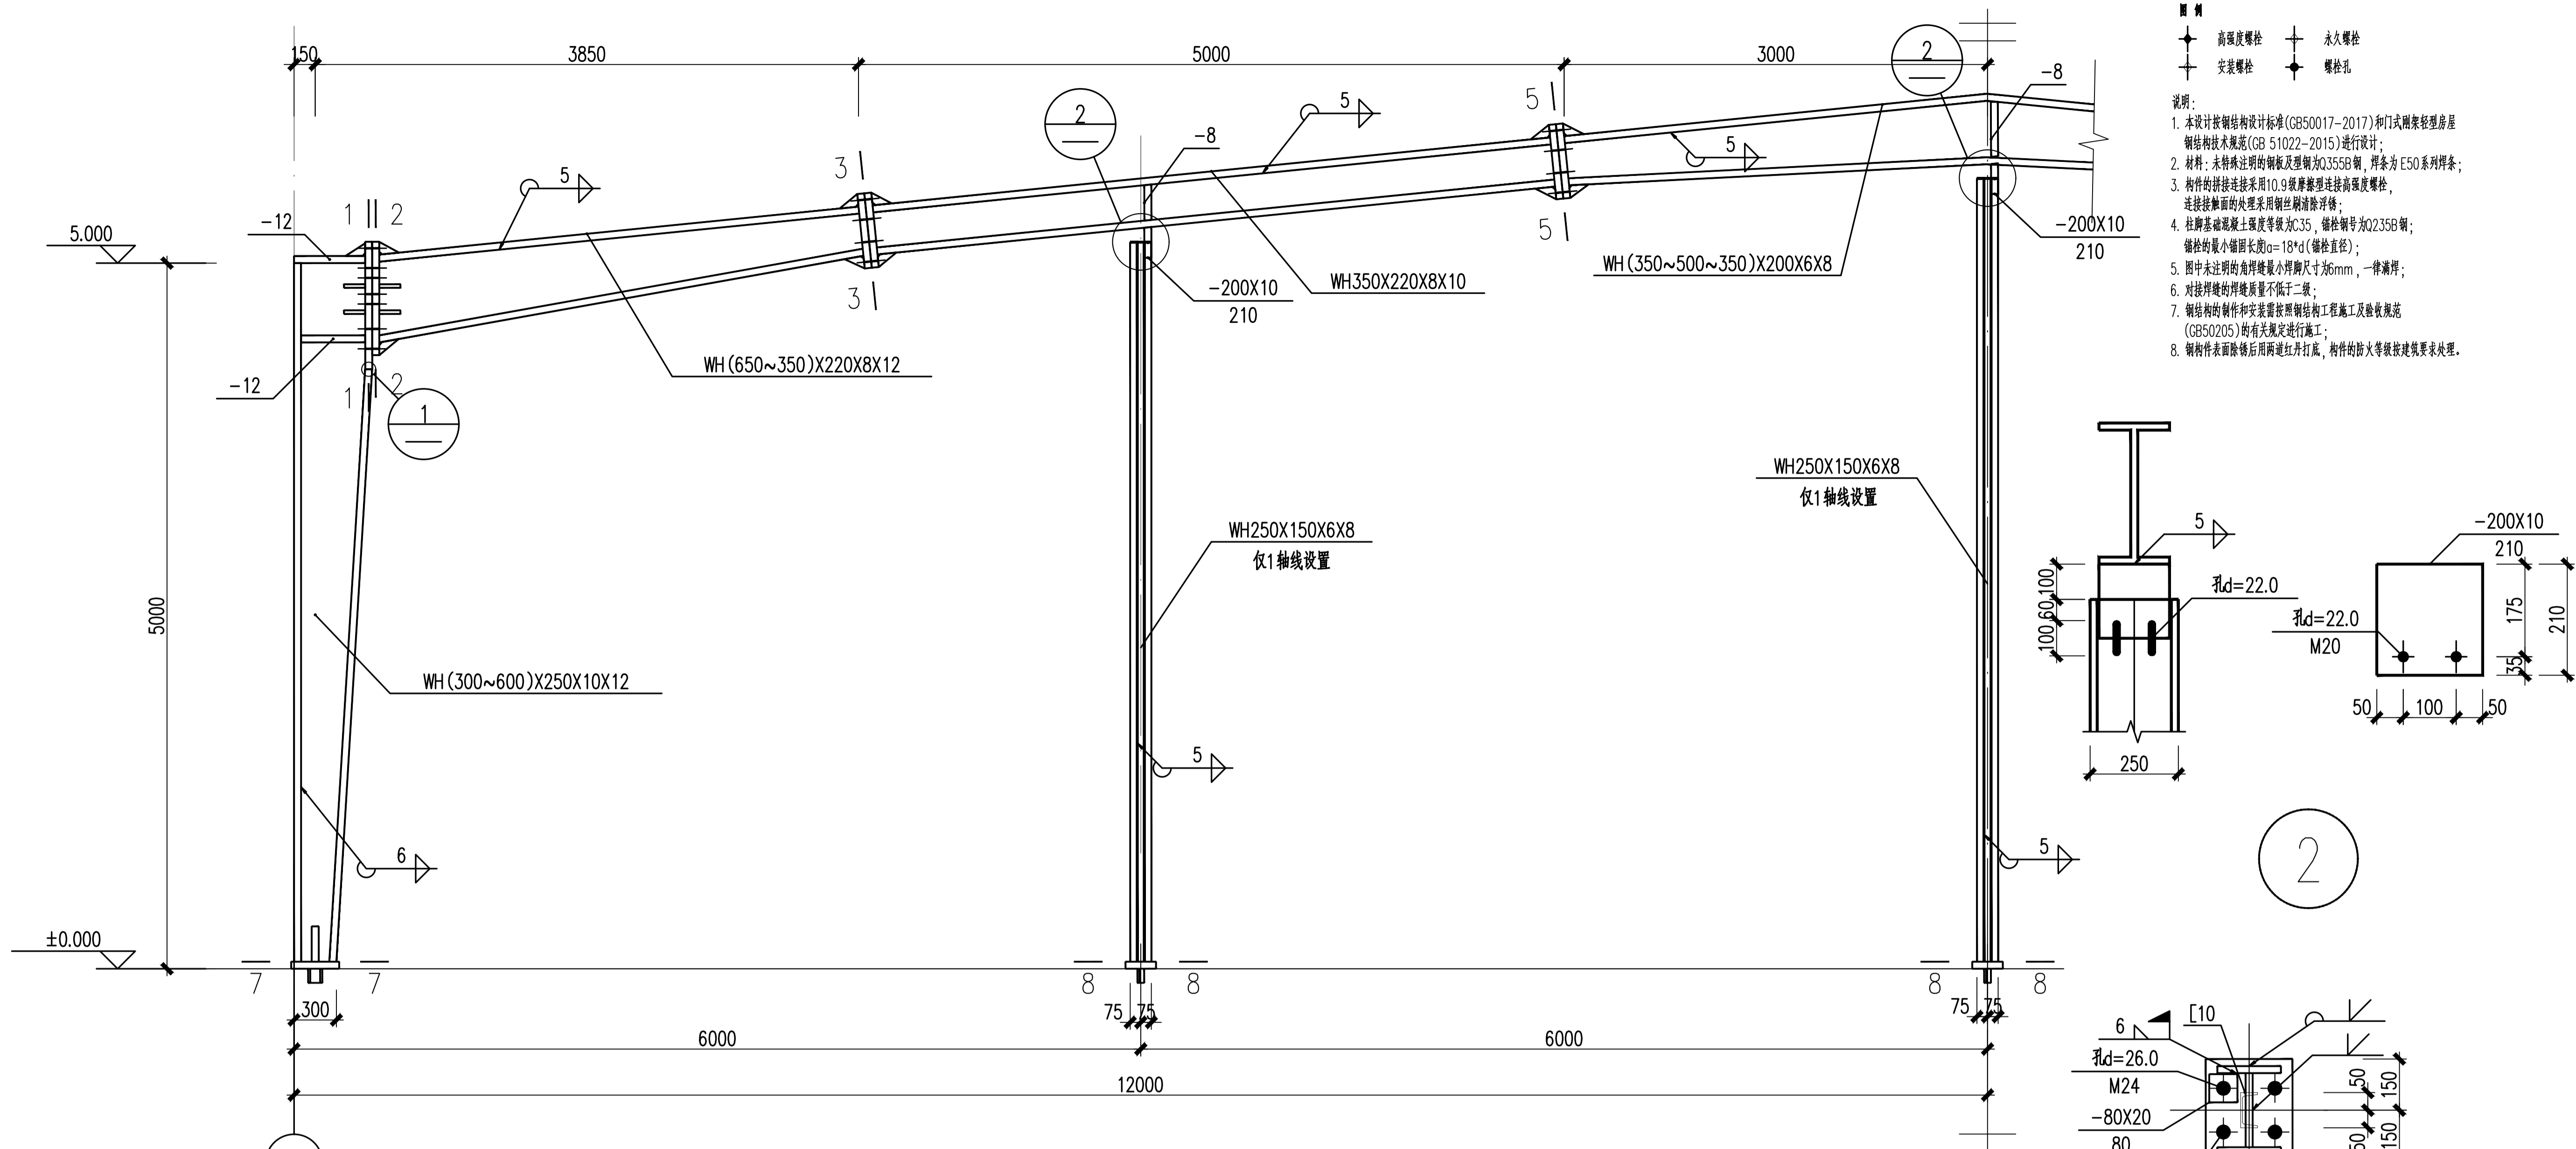 150
3850
5000
3000
图 例
高强度螺栓
永久螺栓
安装螺栓
螺栓孔
说明：
1. 本设计按钢结构设计标准(GB50017-2017)和门式刚架轻型房屋
钢结构技术规范(GB 51022-2015)进行设计；
2. 材料：未特殊注明的钢板及型钢为Q355B钢，焊条为 E50系列焊条；
3. 构件的拼接连接采用10.9级摩擦型连接高强度螺栓，
连接接触面的处理采用钢丝刷清除浮锈；
4. 柱脚基础混凝土强度等级为C35，锚栓钢号为Q235B钢；
锚栓的最小锚固长度la=18*d(锚栓直径)；
5. 图中未注明的角焊缝最小焊脚尺寸为6mm，一律满焊；
6. 对接焊缝的焊缝质量不低于二级；
7. 钢结构的制作和安装需按照钢结构工程施工及验收规范
(GB50205)的有关规定进行施工；
8. 钢构件表面除锈后用两道红丹打底，构件的防火等级按建筑要求处理。
2
2
-8
-8
5
5
5
5
5
3
3
1
2
1
2
-12
-12
5.000
1
-200X10
210
-200X10
210
WH350X220X8X10
WH(350~500~350)X200X6X8
WH(650~350)X220X8X12
WH250X150X6X8
仅1轴线设置
WH250X150X6X8
仅1轴线设置
5000
WH(300~600)X250X10X12
6
5
5
±0.000
7
7
8
8
8
8
300
75
75
75
75
6000
6000
12000
5
100
60
100
孔d=22.0
250
-200X10
210
孔d=22.0
M20
175
35
210
50
100
50
2
6
[10
孔d=26.0
M24
-80X20
80
50
150
50
150